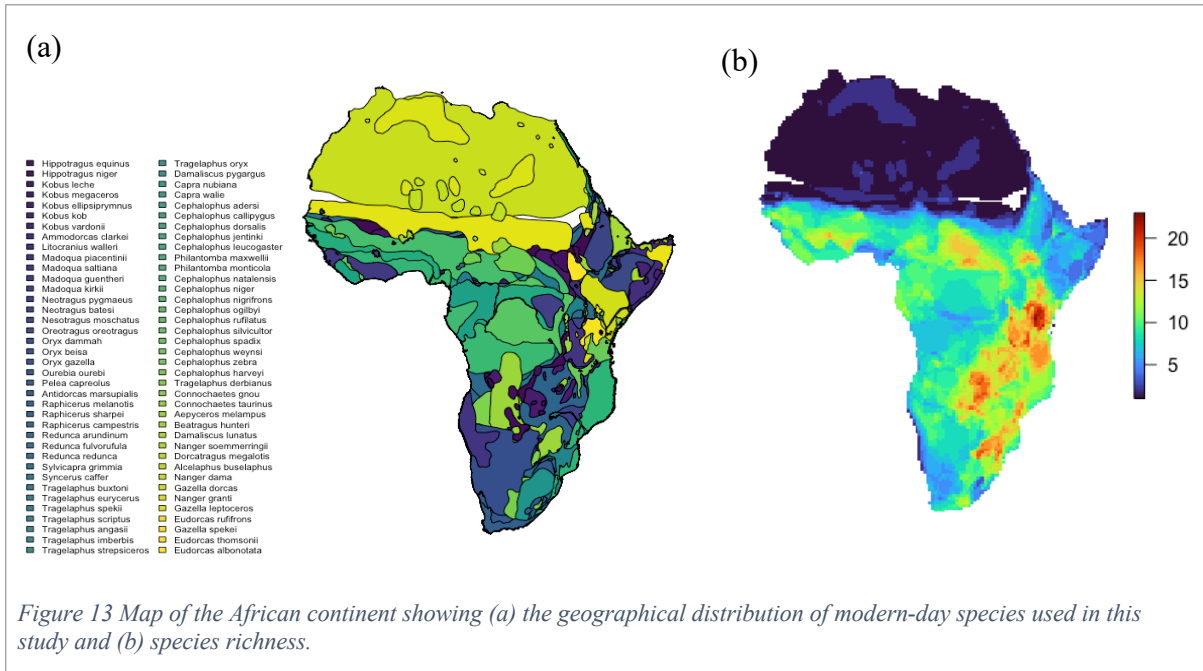 (a)
Hippotragus equinus
Hippotragus niger
Kobus leche
Kobus megaceros
Kobus ellipsiprymnus
Kobus kob
Kobus vardonii
Ammodorcas clarkei
Litocranius walleri
Madoqua piacentinii
Madoqua saltiana
Madoqua guentheri
Madoqua kirkii
Neotragus pygmaeus
Neotragus batesi
Nesotragus moschatus
Oreotragus oreotragus
Oryx dammah
Oryx beisa
Oryx gazella
Ourebia ourebi
Pelea capreolus
Antidorcas marsupialis
Raphicerus melanotis
Raphicerus sharpei
Raphicerus campestris
Redunca arundinum
Redunca fulvorufula
Redunca redunca
Sylvicapra grimmia
Syncerus caffer
Tragelaphus buxtoni
Tragelaphus eurycerus
Tragelaphus spekii
Tragelaphus scriptus
Tragelaphus angasii
Tragelaphus imberbis
Tragelaphus strepsiceros
Tragelaphus oryx
Damaliscus pygargus
Capra nubiana
Capra walie
Cephalophus adersi
Cephalophus callipygus
Cephalophus dorsalis
Cephalophus jentinki
Cephalophus leucogaster
Philantomba maxwellii
Philantomba monticola
Cephalophus natalensis
Cephalophus niger
Cephalophus nigrifrons
Cephalophus ogilbyi
Cephalophus rufilatus
Cephalophus silvicultor
Cephalophus spadix
Cephalophus weynsi
Cephalophus zebra
Cephalophus harveyi
Tragelaphus derbianus
Connochaetes gnou
Connochaetes taurinus
Aepyceros melampus
Beatragus hunteri
Damaliscus lunatus
Nanger soemmerringii
Dorcatragus megalotis
Alcelaphus buselaphus
Nanger dama
Gazella dorcas
Nanger granti
Gazella leptoceros
Eudorcas rufifrons
Gazella spekei
Eudorcas thomsonii
Eudorcas albonotata
(b)
20
15
10
5
Figure 13 Map of the African continent showing (a) the geographical distribution of modern-day species used in this
study and (b) species richness.